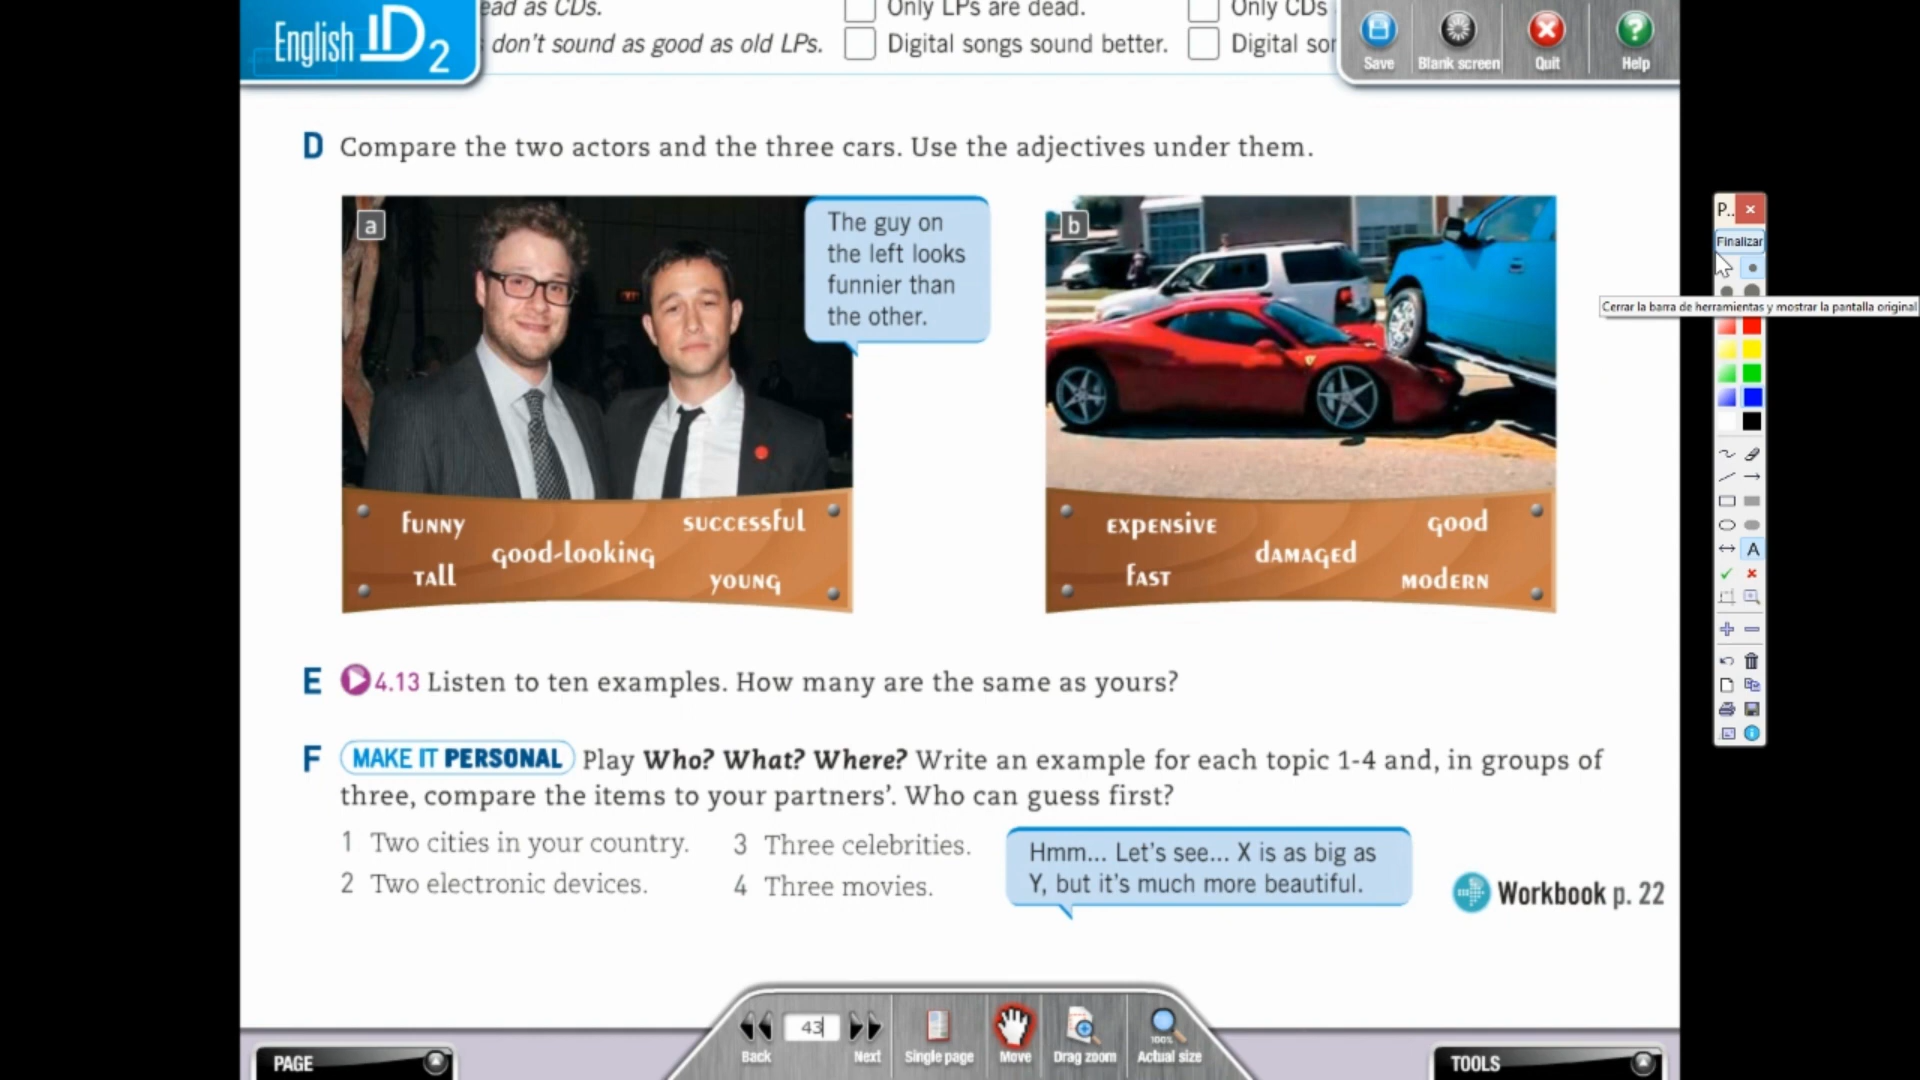 English ID 2
ead as CDs.
Only LPs are dead.
Only CDs
don't sound as good as old LPs.
Digital songs sound better.
Digital sor
Save
Blank screen
Quit
Help
D Compare the two actors and the three cars. Use the adjectives under them.
a
The guy on
the left looks
funnier than
the other.
b
funny
successful
good-looking
tall
young
expensive
good
damaged
fast
modern
E 4.13 Listen to ten examples. How many are the same as yours?
F MAKE IT PERSONAL Play Who? What? Where? Write an example for each topic 1-4 and, in groups of
three, compare the items to your partners'. Who can guess first?
1 Two cities in your country.
2 Two electronic devices.
3 Three celebrities.
4 Three movies.
Hmm... Let's see... X is as big as
Y, but it's much more beautiful.
Workbook p. 22
P..
Finalizar
Cerrar la barra de herramientas y mostrar la pantalla original
A
43
Back
Next
Single page
Move
Drag zoom
100%
Actual size
PAGE
TOOLS